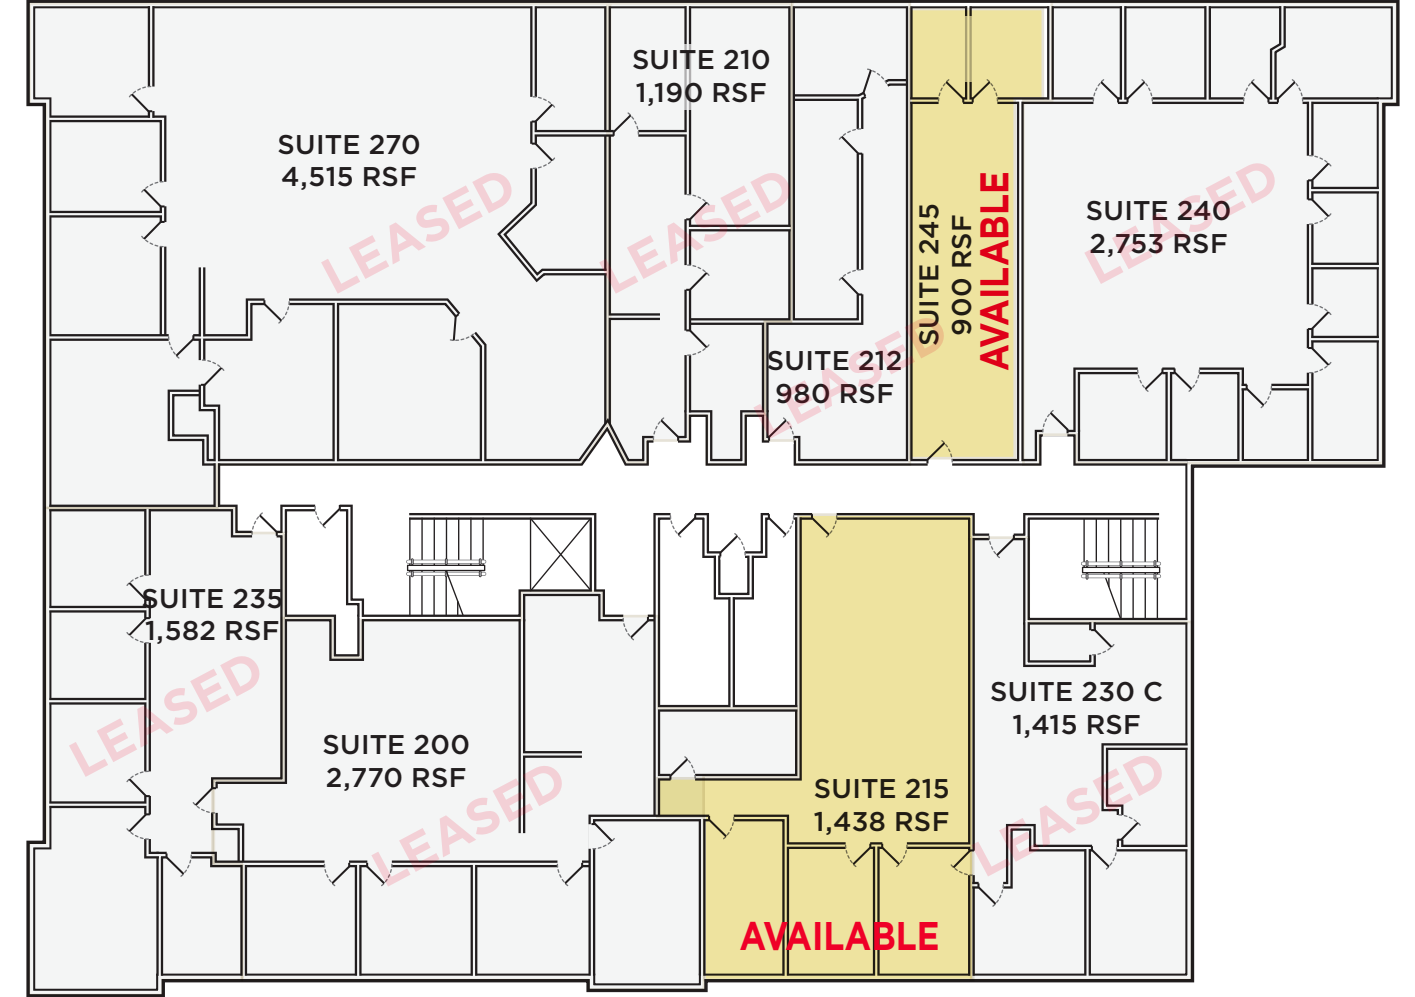 SUITE 210
1,190 RSF
SUITE 270
4,515 RSF
LEASED
LEASED
SUITE 245
900 RSF
AVAILABLE
SUITE 240
2,753 RSF
LEASED
SUITE 212
980 RSF
LEASED
SUITE 235
1,582 RSF
LEASED
SUITE 200
2,770 RSF
LEASED
SUITE 215
1,438 RSF
AVAILABLE
SUITE 230 C
1,415 RSF
LEASED